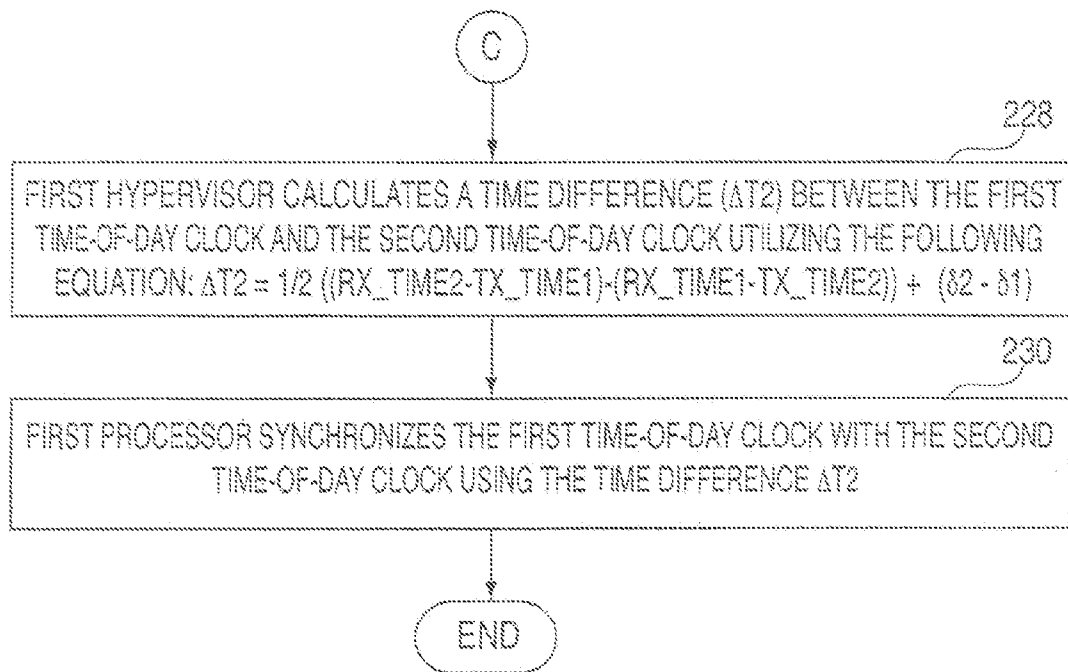 C
228
FIRST HYPERVISOR CALCULATES A TIME DIFFERENCE (ΔT2) BETWEEN THE FIRST
TIME-OF-DAY CLOCK AND THE SECOND TIME-OF-DAY CLOCK UTILIZING THE FOLLOWING
EQUATION: ΔT2 = 1/2 ((RX_TIME2-TX_TIME1)-(RX_TIME1-TX_TIME2)) + (δ2 - δ1)
230
FIRST PROCESSOR SYNCHRONIZES THE FIRST TIME-OF-DAY CLOCK WITH THE SECOND
TIME-OF-DAY CLOCK USING THE TIME DIFFERENCE ΔT2
END